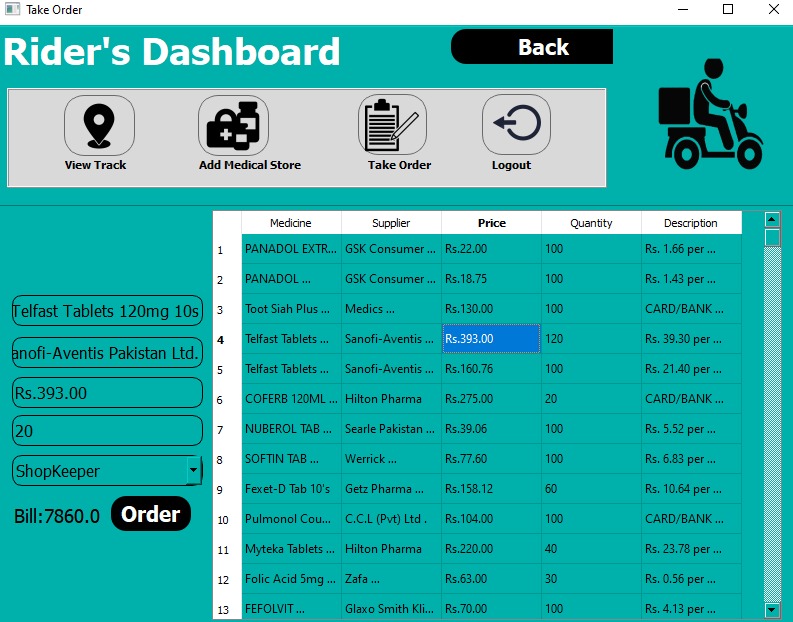 Take Order
Rider's Dashboard
Back
View Track
Add Medical Store
Take Order
Logout
Telfast Tablets 120mg 10s
anofi-Aventis Pakistan Ltd.
Rs.393.00
20
ShopKeeper
Bill:7860.0 Order
Medicine Supplier Price Quantity Description
1 PANADOL EXTR... GSK Consumer ... Rs.22.00 100 Rs. 1.66 per ...
2 PANADOL ... GSK Consumer ... Rs.18.75 100 Rs. 1.43 per ...
3 Toot Siah Plus ... Medics ... Rs.130.00 100 CARD/BANK ...
4 Telfast Tablets ... Sanofi-Aventis ... Rs.393.00 120 Rs. 39.30 per ...
5 Telfast Tablets ... Sanofi-Aventis ... Rs.160.76 100 Rs. 21.40 per ...
6 COFERB 120ML ... Hilton Pharma Rs.275.00 20 CARD/BANK ...
7 NUBEROL TAB ... Searle Pakistan ... Rs.39.06 100 Rs. 5.52 per ...
8 SOFTIN TAB ... Werrick ... Rs.77.60 100 Rs. 6.83 per ...
9 Fexet-D Tab 10's Getz Pharma ... Rs.158.12 60 Rs. 10.64 per ...
10 Pulmonol Cou... C.C.L (Pvt) Ltd . Rs.104.00 100 CARD/BANK ...
11 Myteka Tablets ... Hilton Pharma Rs.220.00 40 Rs. 23.78 per ...
12 Folic Acid 5mg ... Zafa ... Rs.63.00 30 Rs. 0.56 per ...
13 FEFOLVIT ... Glaxo Smith Kli... Rs.70.00 100 Rs. 4.13 per ...